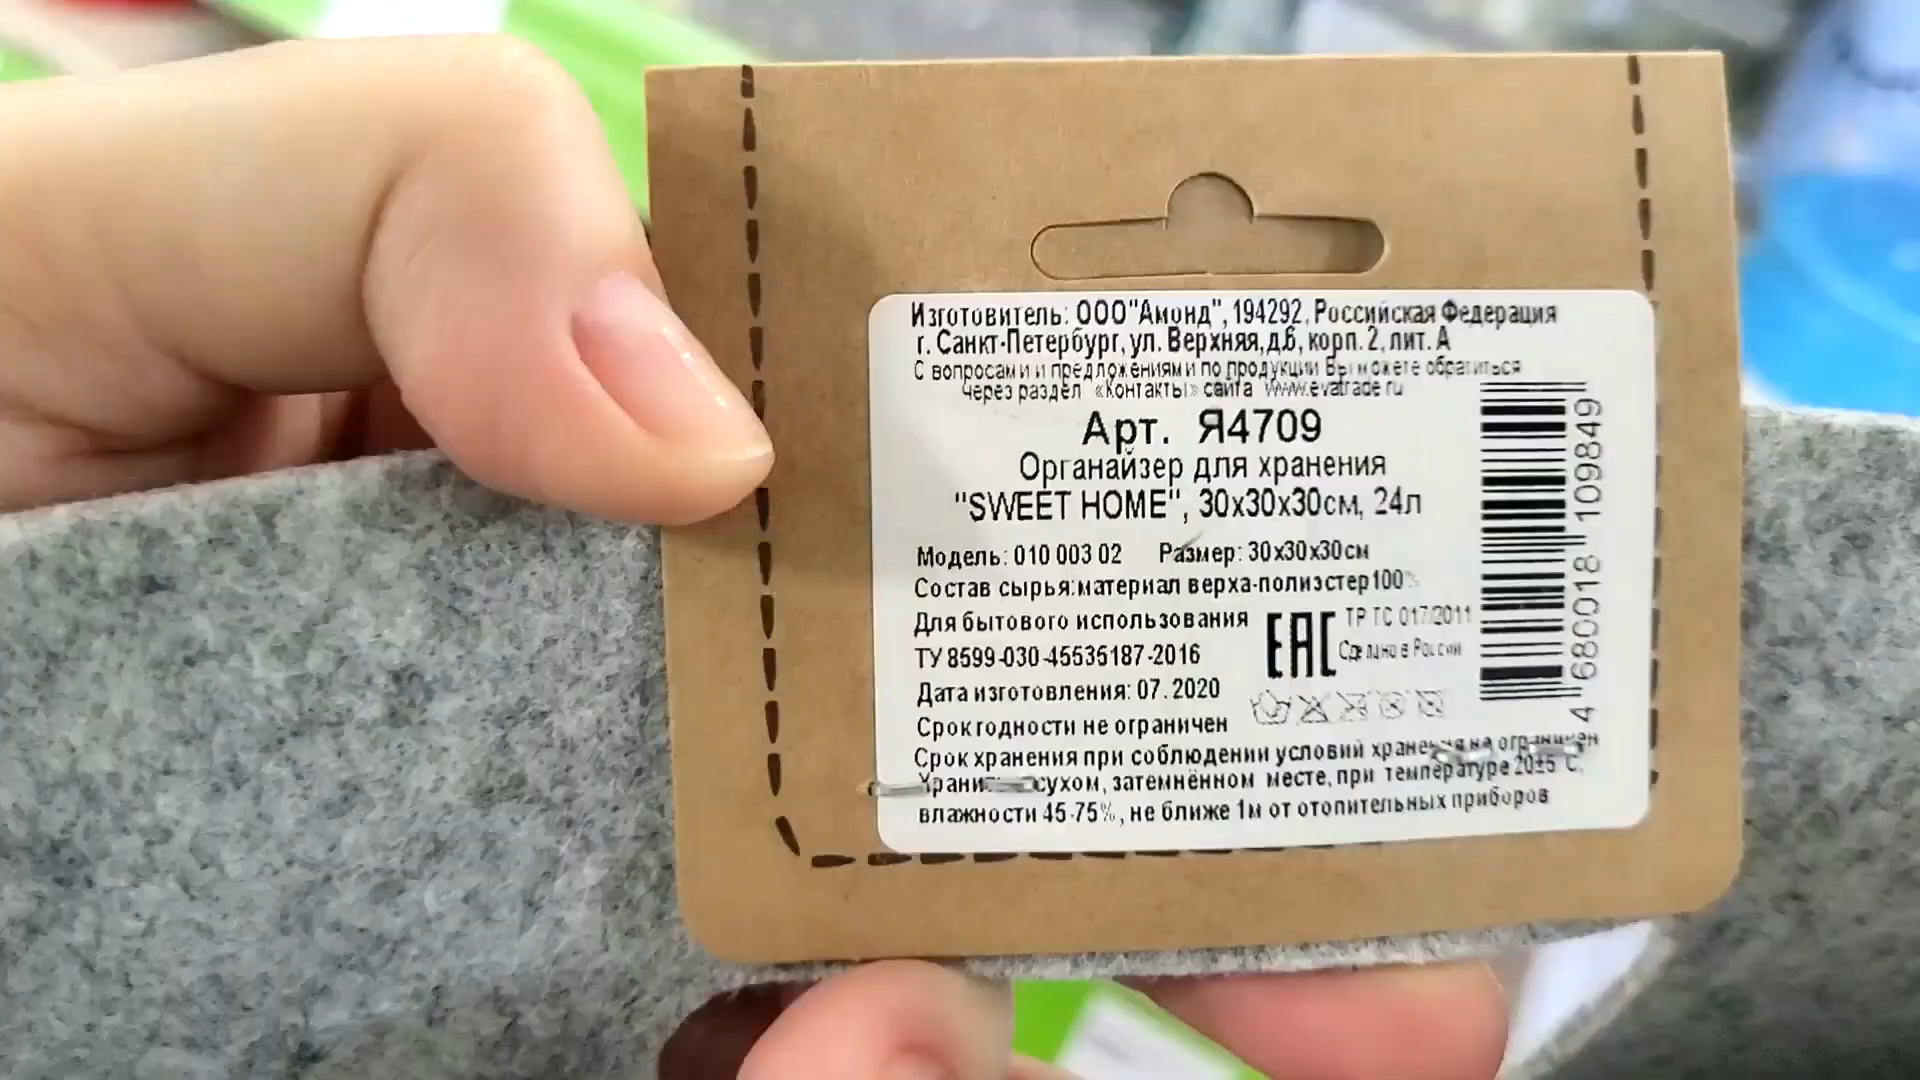 Изготовитель: ООО"Амонд", 194292, Российская Федерация
г. Санкт-Петербург, ул. Верхняя,д.6, корп. 2, лит. А
С вопросами и предложениями по продукции Вы можете обратиться
через раздел «Контакты» сайта www.evatrade.ru
Арт. Я4709
Органайзер для хранения
"SWEET HOME", 30х30х30см, 24л
Модель: 010 003 02 Размер: 30х30х30см
Состав сырья:материал верха-полиэстер100%
Для бытового использования
ТУ 8599-030-45535187-2016
Дата изготовления: 07.2020
Срок годности не ограничен
EAC
ТР ТС 017/2011
Сделано в России
Срок хранения при соблюдении условий хранения не ограничен
сухом, затемнённом месте, при температуре 20±5 С,
влажности 45-75%, не ближе 1м от отопительных приборов
4 680018 109849